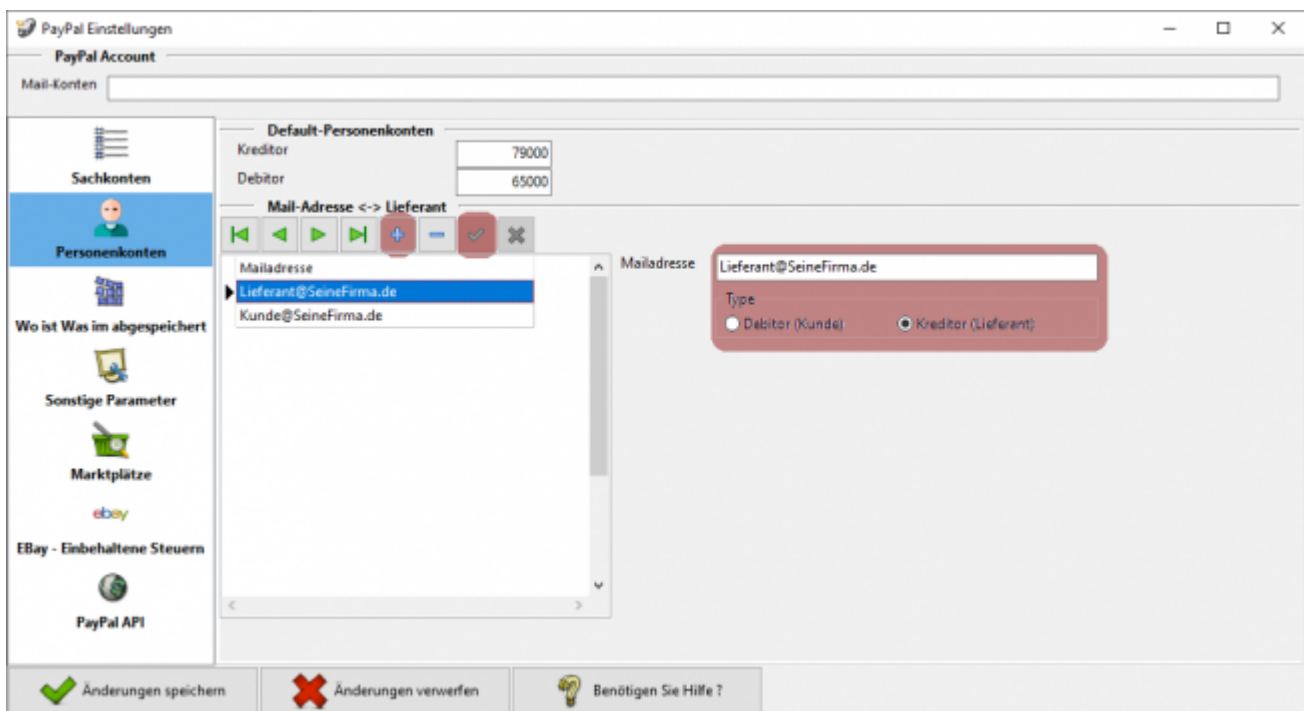 PayPal Einstellungen
PayPal Account
Mail-Konten
Sachkonten
Personenkonten
Wo ist Was im abgespeichert
Sonstige Parameter
Marktplätze
ebay
EBay - Einbehaltene Steuern
PayPal API
Default-Personenkonten
Kreditor 79000
Debitor 65000
Mail-Adresse <-> Lieferant
Mailadresse
Lieferant@SeineFirma.de
Kunde@SeineFirma.de
Mailadresse Lieferant@SeineFirma.de
Type
Debitor (Kunde) Kreditor (Lieferant)
Änderungen speichern Änderungen verwerfen Benötigen Sie Hilfe ?